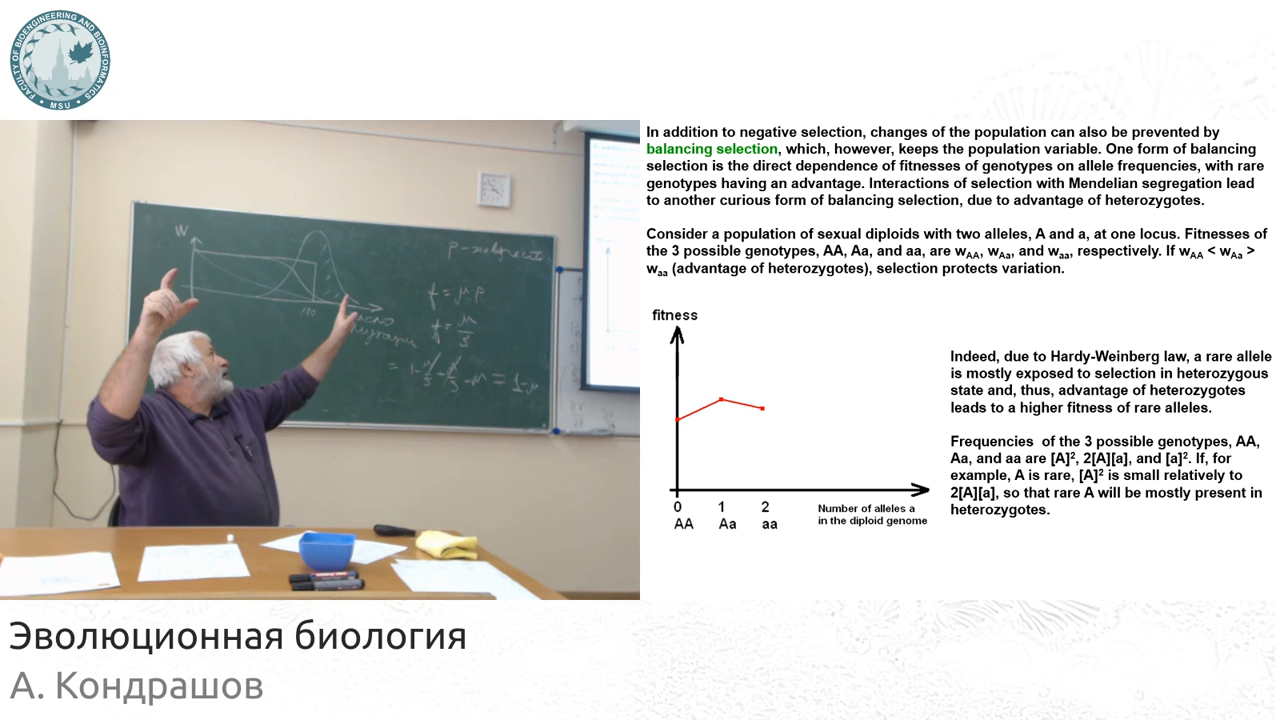 FACULTY OF BIOENGINEERING AND BIOINFORMATICS
• MSU •
W
100
число
f = μ p
In addition to negative selection, changes of the population can also be prevented by
balancing selection, which, however, keeps the population variable. One form of balancing
selection is the direct dependence of fitnesses of genotypes on allele frequencies, with rare
genotypes having an advantage. Interactions of selection with Mendelian segregation lead
to another curious form of balancing selection, due to advantage of heterozygotes.
Consider a population of sexual diploids with two alleles, A and a, at one locus. Fitnesses of
the 3 possible genotypes, AA, Aa, and aa, are wAA, wAa, and waa, respectively. If wAA < wAa >
waa (advantage of heterozygotes), selection protects variation.
fitness
0 1 2
AA Aa aa
Number of alleles a
in the diploid genome
Indeed, due to Hardy-Weinberg law, a rare allele
is mostly exposed to selection in heterozygous
state and, thus, advantage of heterozygotes
leads to a higher fitness of rare alleles.
Frequencies of the 3 possible genotypes, AA,
Aa, and aa are [A]², 2[A][a], and [a]². If, for
example, A is rare, [A]² is small relatively to
2[A][a], so that rare A will be mostly present in
heterozygotes.
Эволюционная биология
А. Кондрашов